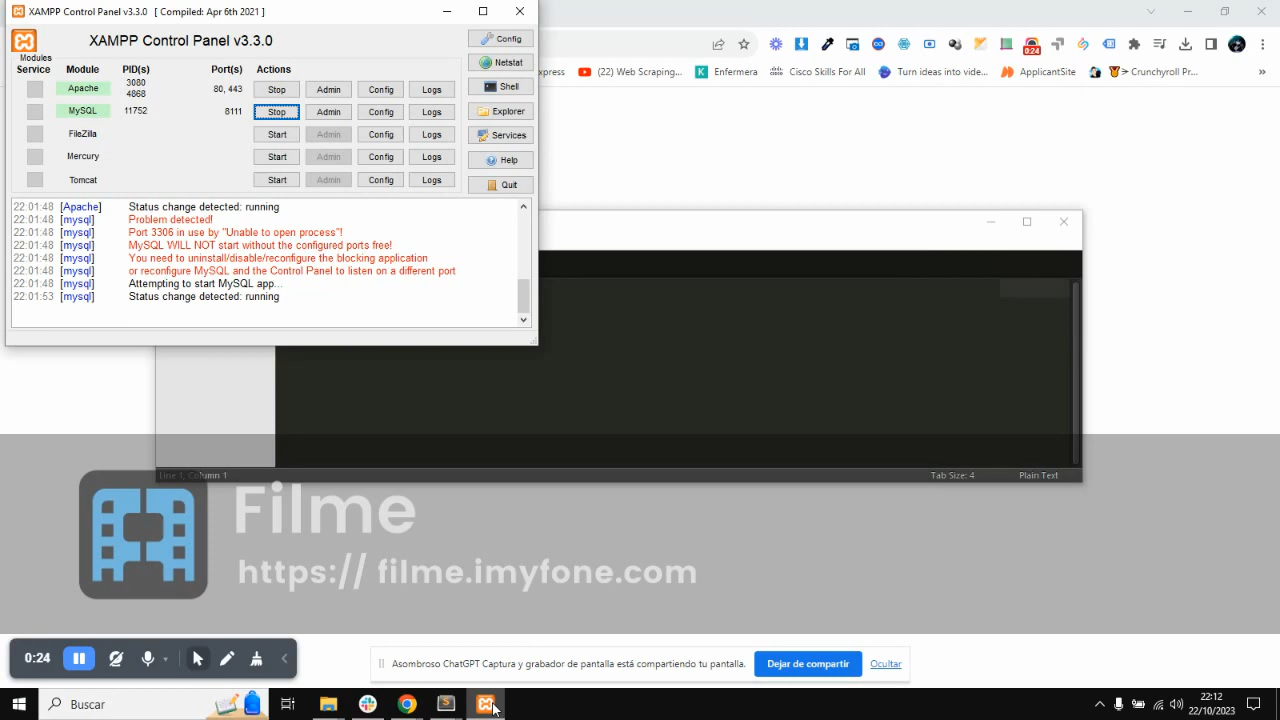 XAMPP Control Panel v3.3.0 [ Compiled: Apr 6th 2021 ]
XAMPP Control Panel v3.3.0
Config
Modules
Service Module PID(s) Port(s) Actions
Netstat
Apache 3080 4868 80, 443 Stop Admin Config Logs
Shell
MySQL 11752 8111 Stop Admin Config Logs
Explorer
FileZilla Start Admin Config Logs
Services
Mercury Start Admin Config Logs
Help
Tomcat Start Admin Config Logs
Quit
22:01:48 [Apache] Status change detected: running
22:01:48 [mysql] Problem detected!
22:01:48 [mysql] Port 3306 in use by "Unable to open process"!
22:01:48 [mysql] MySQL WILL NOT start without the configured ports free!
22:01:48 [mysql] You need to uninstall/disable/reconfigure the blocking application
22:01:48 [mysql] or reconfigure MySQL and the Control Panel to listen on a different port
22:01:48 [mysql] Attempting to start MySQL app...
22:01:53 [mysql] Status change detected: running
0:24
xpress (22) Web Scraping... Enfermera Cisco Skills For All Turn ideas into video... ApplicantSite > Crunchyroll Pr... »
Line 1, Column 1 Tab Size: 4 Plain Text
Filme
https:// filme.imyfone.com
0:24
Asombroso ChatGPT Captura y grabador de pantalla está compartiendo tu pantalla. Dejar de compartir Ocultar
Buscar
22:12
22/10/2023